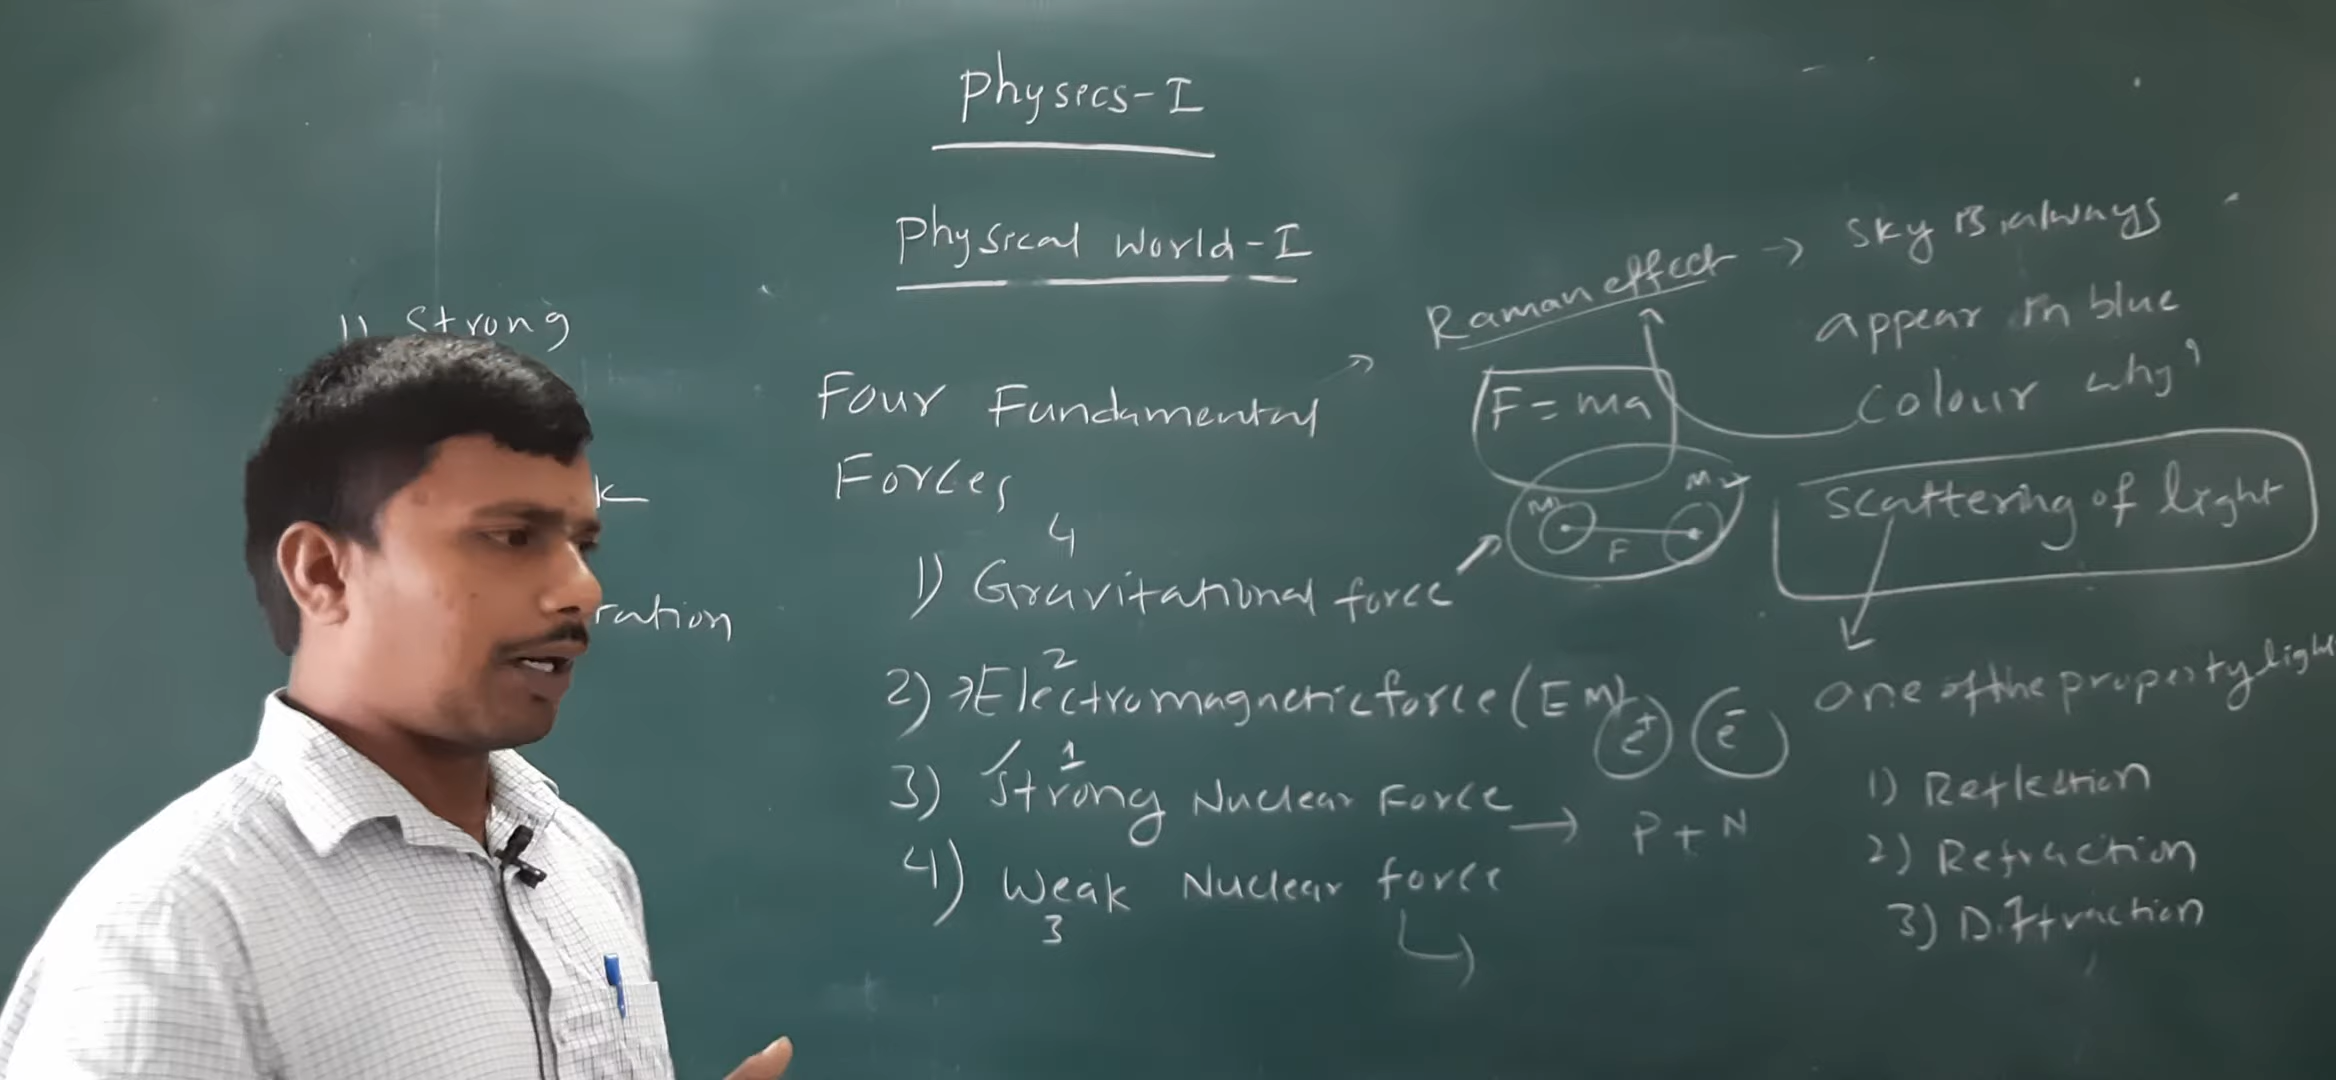 Physics-I
Physical World-I
1) Strong
k
ration
Four Fundamental
Forces
4
1) Gravitational force
2
2) → Electromagnetic force (EM)
e+ e-
1
3) Strong Nuclear Force → P + N
4) Weak Nuclear force
3
Raman effect → Sky is always
appear in blue
Colour why?
F = ma
M1 M2
F
Scattering of light
one of the property light
1) Reflection
2) Refraction
3) Diffraction